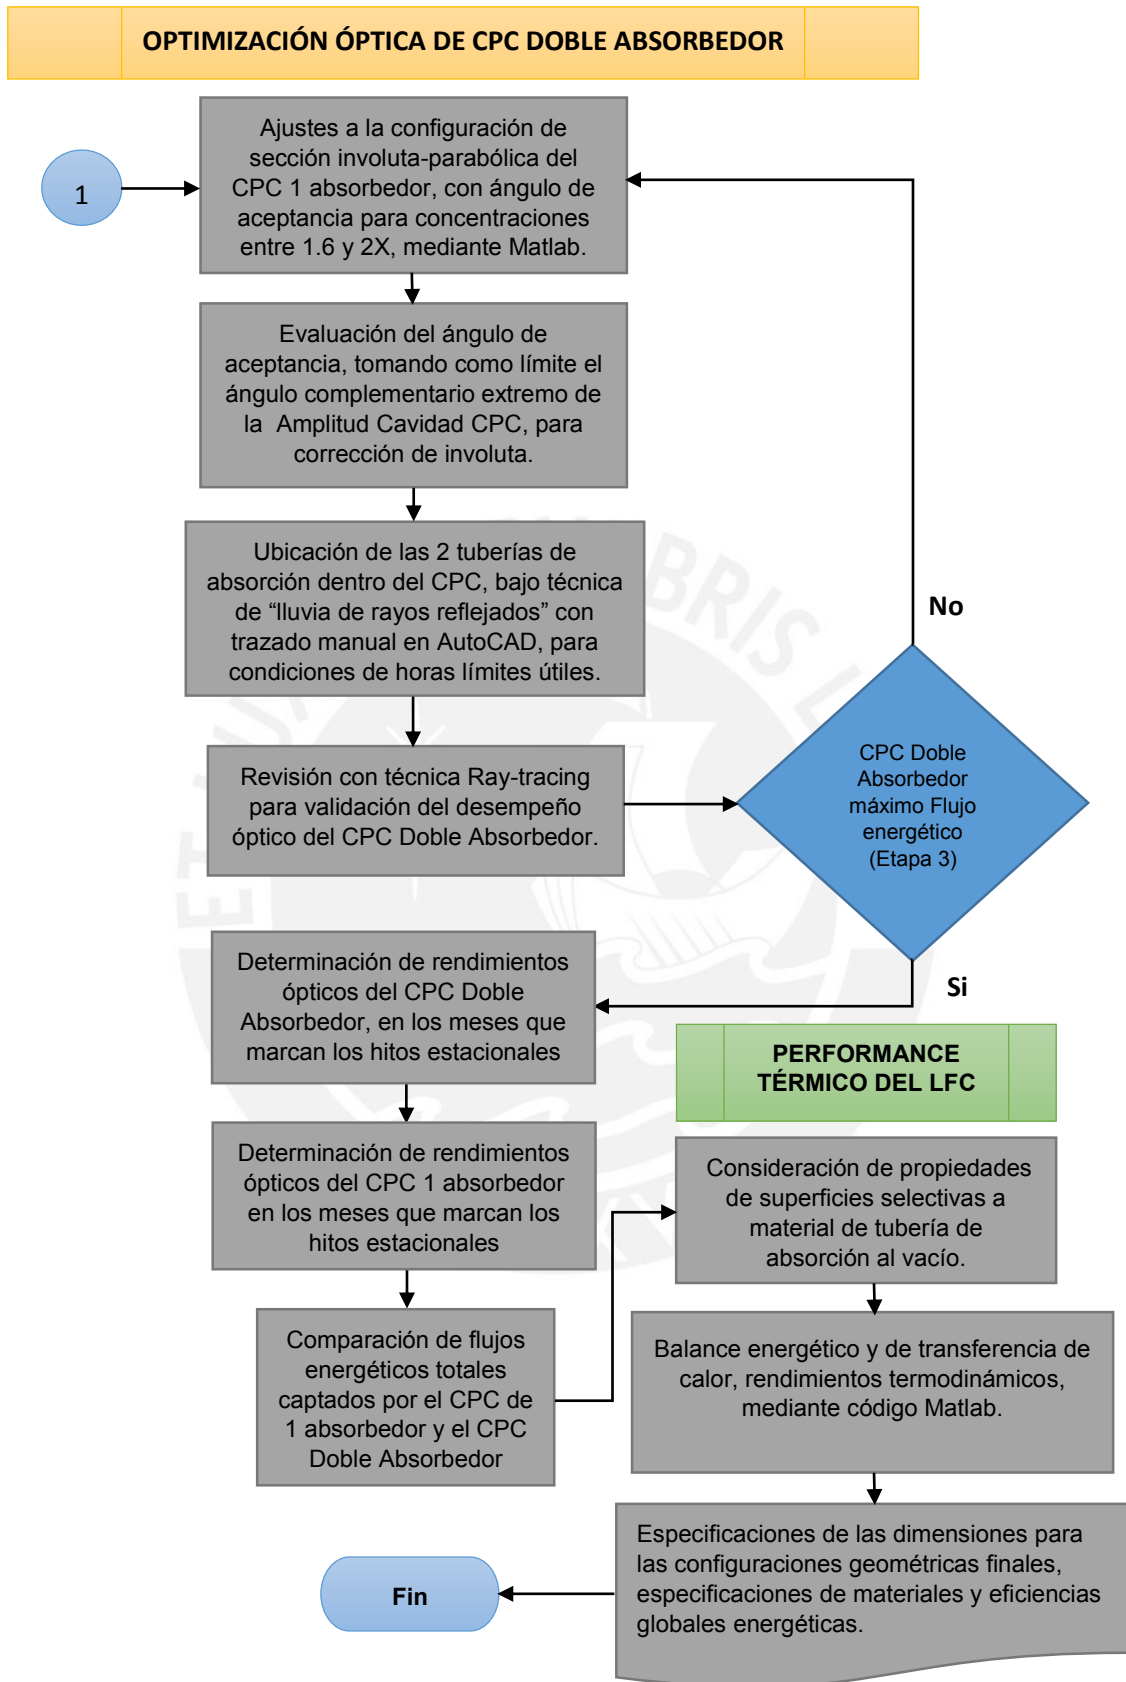 OPTIMIZACIÓN ÓPTICA DE CPC DOBLE ABSORBEDOR
1
Ajustes a la configuración de
sección involuta-parabólica del
CPC 1 absorbedor, con ángulo de
aceptancia para concentraciones
entre 1.6 y 2X, mediante Matlab.
Evaluación del ángulo de
aceptancia, tomando como límite el
ángulo complementario extremo de
la Amplitud Cavidad CPC, para
corrección de involuta.
Ubicación de las 2 tuberías de
absorción dentro del CPC, bajo técnica
de “lluvia de rayos reflejados” con
trazado manual en AutoCAD, para
condiciones de horas límites útiles.
Revisión con técnica Ray-tracing
para validación del desempeño
óptico del CPC Doble Absorbedor.
No
CPC Doble
Absorbedor
máximo Flujo
energético
(Etapa 3)
Si
Determinación de rendimientos
ópticos del CPC Doble
Absorbedor, en los meses que
marcan los hitos estacionales
Determinación de rendimientos
ópticos del CPC 1 absorbedor
en los meses que marcan los
hitos estacionales
Comparación de flujos
energéticos totales
captados por el CPC de
1 absorbedor y el CPC
Doble Absorbedor
PERFORMANCE
TÉRMICO DEL LFC
Consideración de propiedades
de superficies selectivas a
material de tubería de
absorción al vacío.
Balance energético y de transferencia de
calor, rendimientos termodinámicos,
mediante código Matlab.
Especificaciones de las dimensiones para
las configuraciones geométricas finales,
especificaciones de materiales y eficiencias
globales energéticas.
Fin